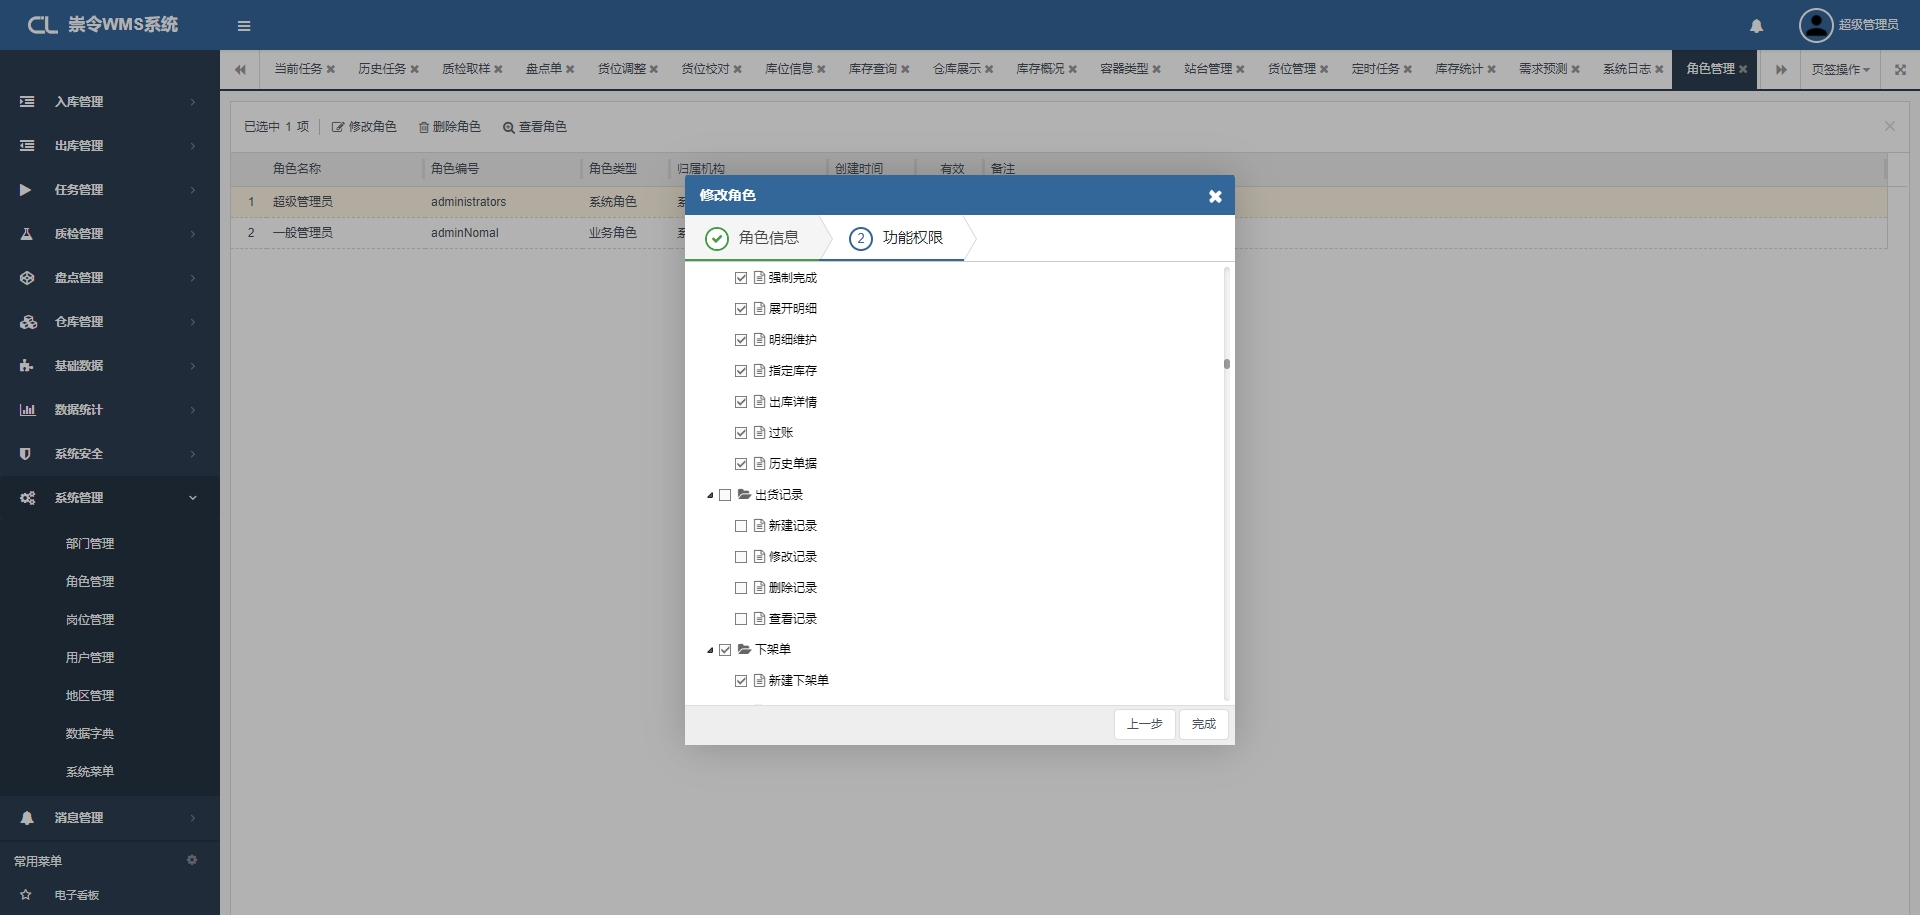 CL 崇令WMS系统
超级管理员
当前任务 历史任务 质检取样 盘点单 货位调整 货位校对 库位信息 库存查询 仓库展示 库存概况 容器类型 站台管理 货位管理 定时任务 库存统计 需求预测 系统日志 角色管理 页签操作
入库管理
出库管理
任务管理
质检管理
盘点管理
仓库管理
基础数据
数据统计
系统安全
系统管理
部门管理
角色管理
岗位管理
用户管理
地区管理
数据字典
系统菜单
消息管理
常用菜单
电子看板
已选中 1 项 修改角色 删除角色 查看角色
角色名称 角色编号 角色类型 归属机构 创建时间 有效 备注
1 超级管理员 administrators 系统角色
2 一般管理员 adminNomal 业务角色
修改角色
角色信息 2 功能权限
强制完成
展开明细
明细维护
指定库存
出库详情
过账
历史单据
出货记录
新建记录
修改记录
删除记录
查看记录
下架单
新建下架单
上一步 完成